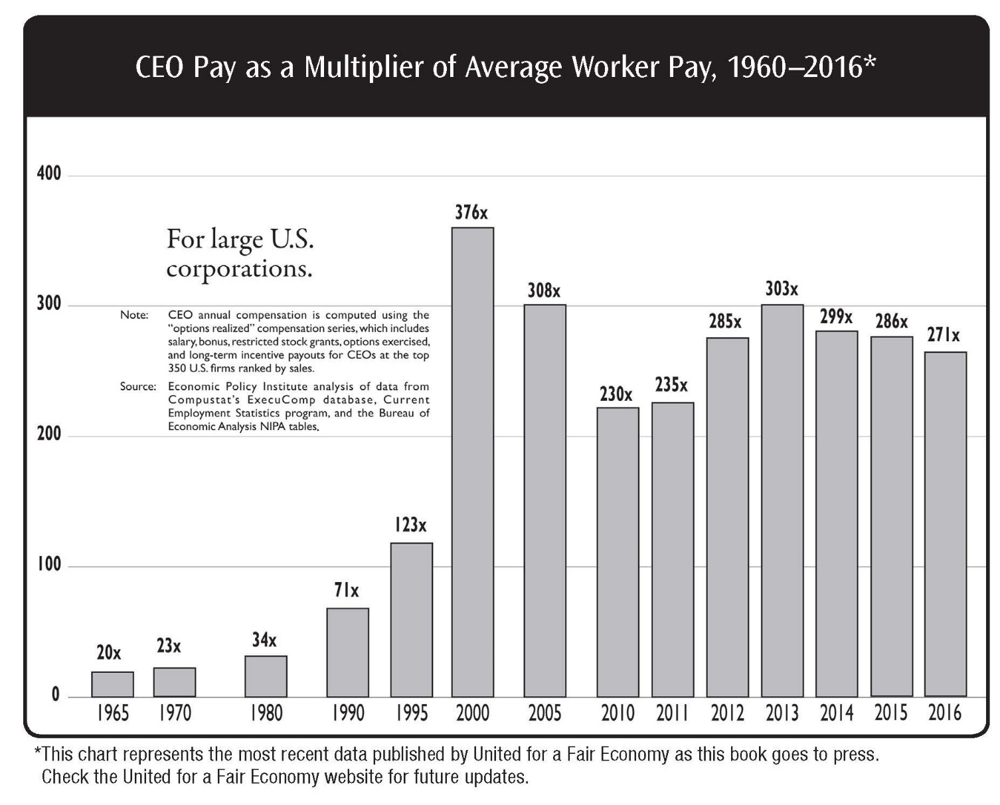 CEO Pay as a Multiplier of Average Worker Pay, 1960–2016*
400
300
200
100
0
For large U.S.
corporations.
Note: CEO annual compensation is computed using the
“options realized” compensation series, which includes
salary, bonus, restricted stock grants, options exercised,
and long-term incentive payouts for CEOs at the top
350 U.S. firms ranked by sales.
Source: Economic Policy Institute analysis of data from
Compustat’s ExecuComp database, Current
Employment Statistics program, and the Bureau of
Economic Analysis NIPA tables.
20x 23x 34x 71x 123x 376x 308x 230x 235x 285x 303x 299x 286x 271x
1965 1970 1980 1990 1995 2000 2005 2010 2011 2012 2013 2014 2015 2016
*This chart represents the most recent data published by United for a Fair Economy as this book goes to press.
Check the United for a Fair Economy website for future updates.